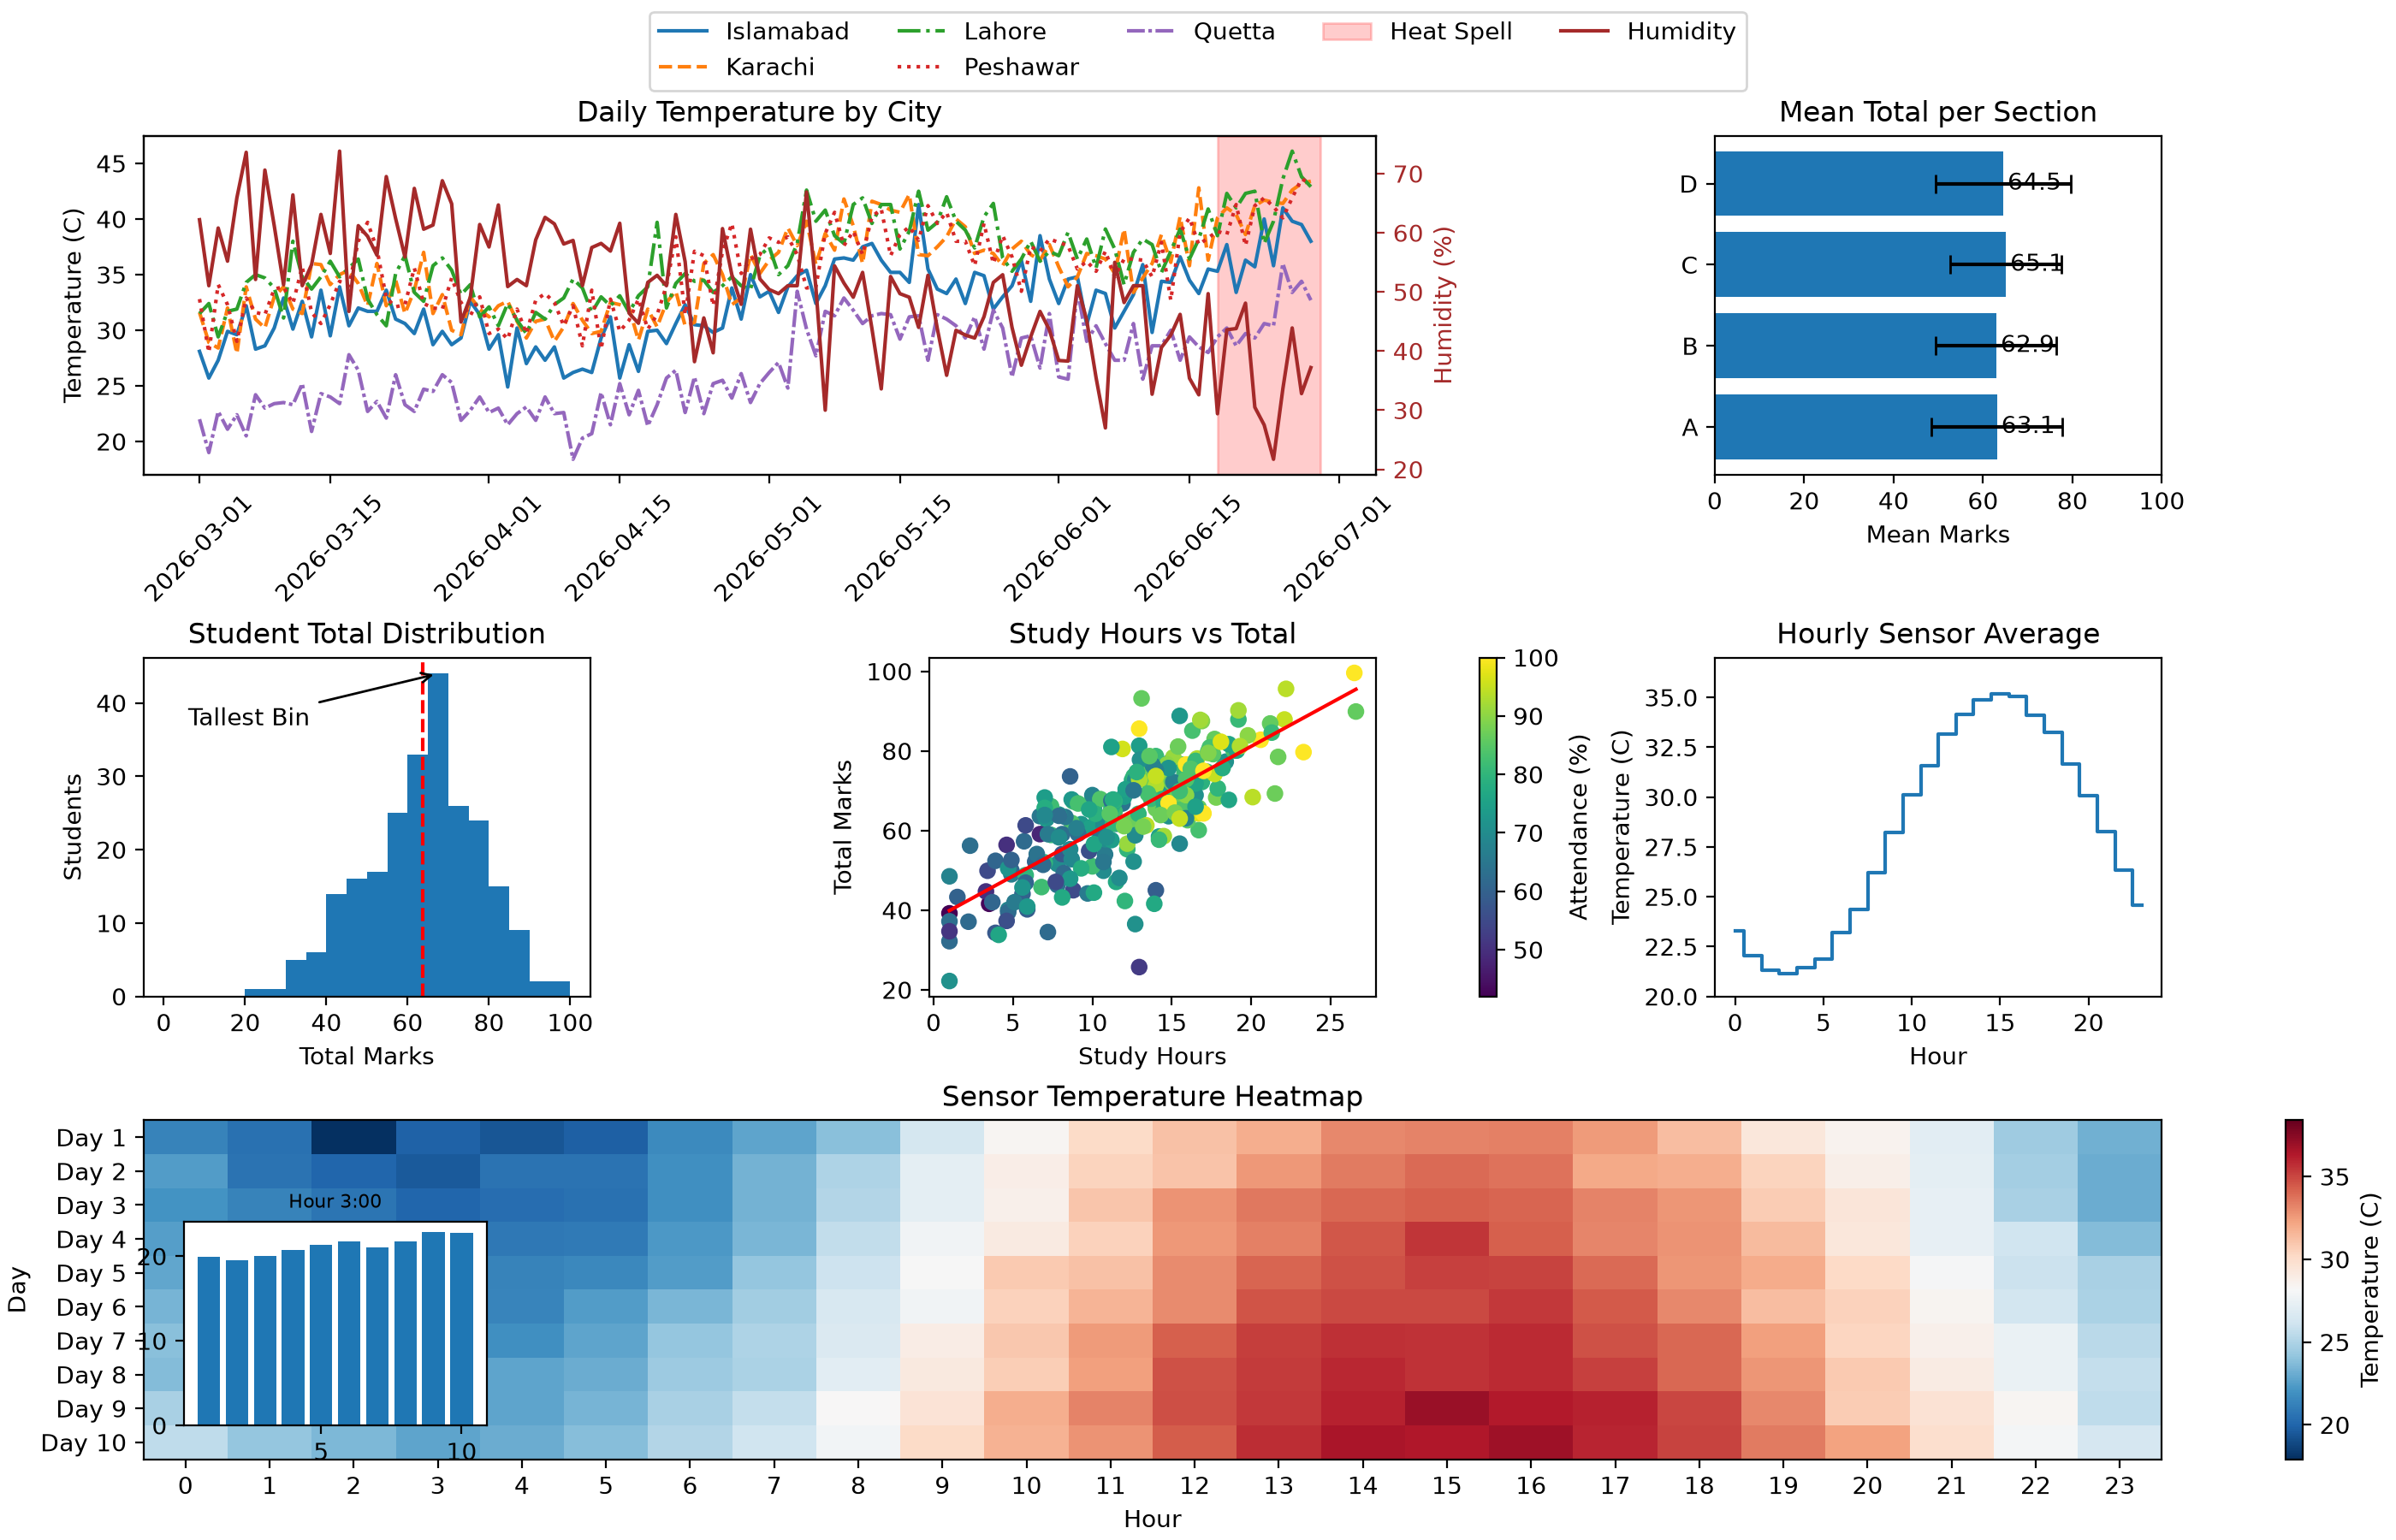 Islamabad Lahore Quetta Heat Spell Humidity
Karachi Peshawar
Daily Temperature by City
Temperature (C)
45
40
35
30
25
20
70
60
50
40
30
20
Humidity (%)
2026-03-01 2026-03-15 2026-04-01 2026-04-15 2026-05-01 2026-05-15 2026-06-01 2026-06-15 2026-07-01
Mean Total per Section
D 64.5
C 65.1
B 62.9
A 63.1
0 20 40 60 80 100
Mean Marks
Student Total Distribution
Students
40
30
20
10
0
Tallest Bin
0 20 40 60 80 100
Total Marks
Study Hours vs Total
Total Marks
100
80
60
40
20
0 5 10 15 20 25
Study Hours
100
90
80
70
60
50
Attendance (%)
Hourly Sensor Average
Temperature (C)
35.0
32.5
30.0
27.5
25.0
22.5
20.0
0 5 10 15 20
Hour
Sensor Temperature Heatmap
Day
Day 1
Day 2
Day 3
Day 4
Day 5
Day 6
Day 7
Day 8
Day 9
Day 10
Hour 3:00
20
10
0
5 10
0 1 2 3 4 5 6 7 8 9 10 11 12 13 14 15 16 17 18 19 20 21 22 23
Hour
35
30
25
20
Temperature (C)